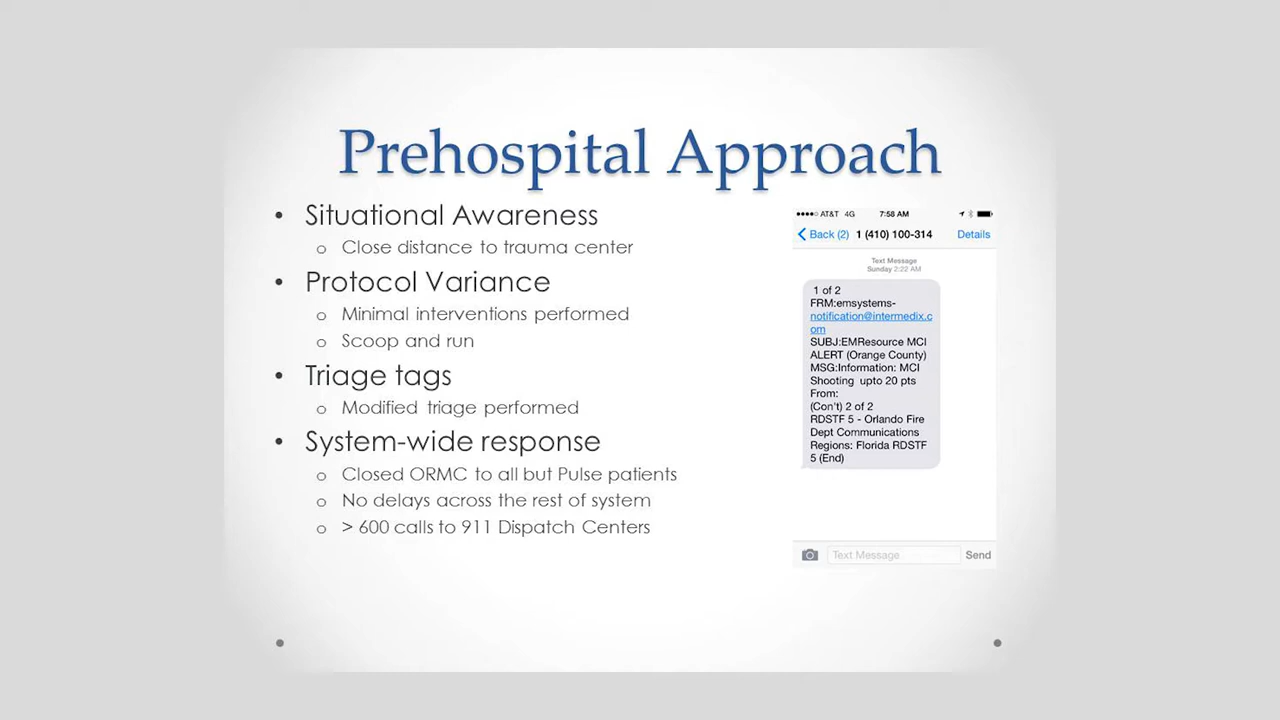 Prehospital Approach
• Situational Awareness
o Close distance to trauma center
• Protocol Variance
o Minimal interventions performed
o Scoop and run
• Triage tags
o Modified triage performed
• System-wide response
o Closed ORMC to all but Pulse patients
o No delays across the rest of system
o > 600 calls to 911 Dispatch Centers
AT&T 4G 7:58 AM
Back (2) 1 (410) 100-314 Details
Text Message
Sunday 2:22 AM
1 of 2
FRM:emsystems-
notification@intermedix.c
om
SUBJ:EMResource MCI
ALERT (Orange County)
MSG:Information: MCI
Shooting upto 20 pts
From:
(Con't) 2 of 2
RDSTF 5 - Orlando Fire
Dept Communications
Regions: Florida RDSTF
5 (End)
Text Message Send